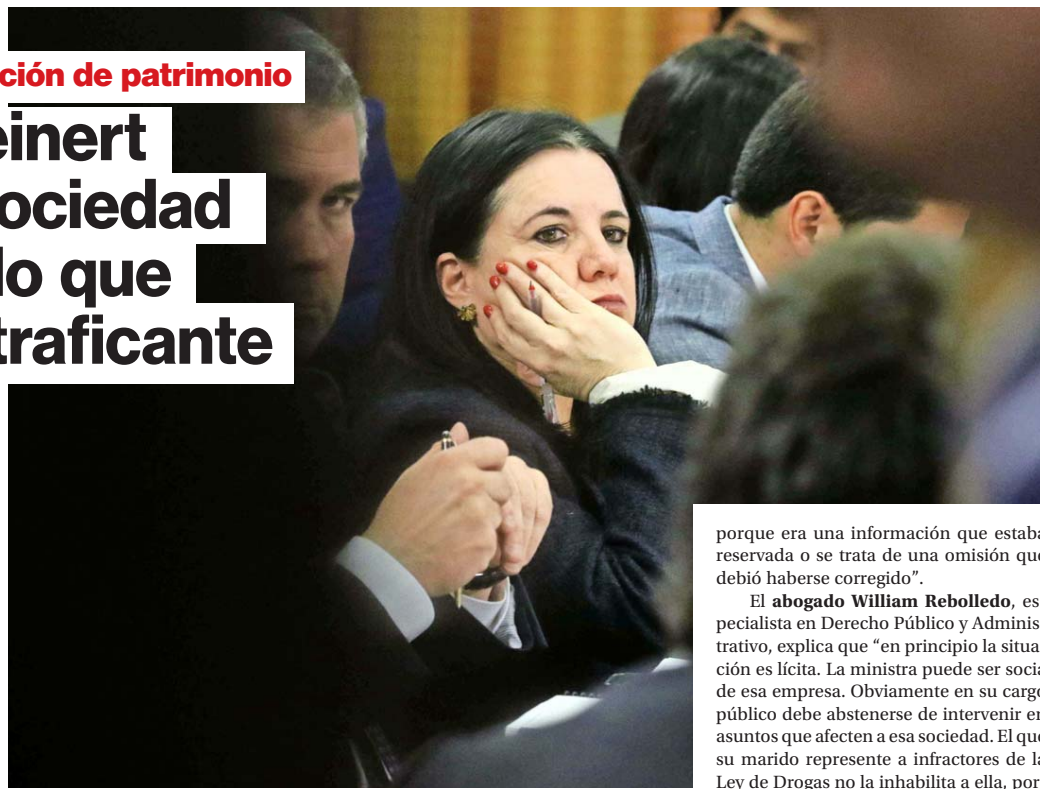 ción de patrimonio
einert
ociedad
lo que
traficante
porque era una información que estaba
reservada o se trata de una omisión que
debió haberse corregido”.
El abogado William Rebolledo, es-
pecialista en Derecho Público y Adminis-
trativo, explica que “en principio la situa-
ción es lícita. La ministra puede ser socia
de esa empresa. Obviamente en su cargo
público debe abstenerse de intervenir en
asuntos que afecten a esa sociedad. El que
su marido represente a infractores de la
Ley de Drogas no la inhabilita a ella, por-